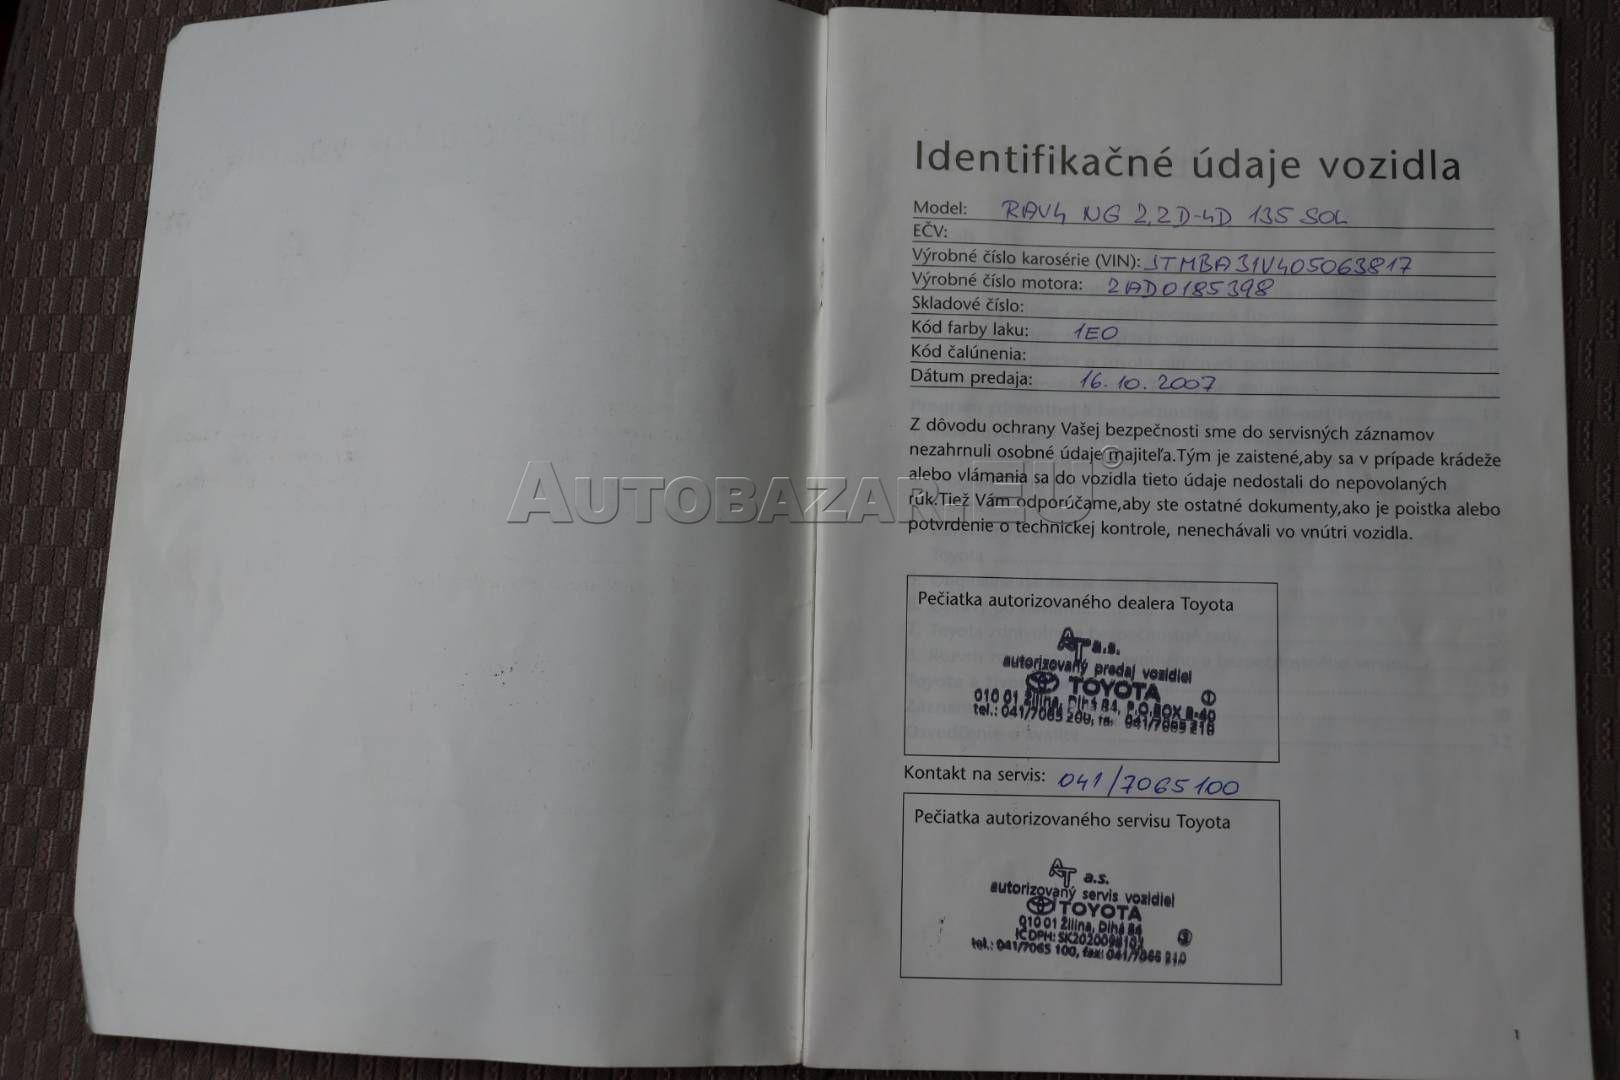 Identifikačné údaje vozidla
Model: RAV4 NG 2,2D-4D 135 SOL
EČV:
Výrobné číslo karosérie (VIN): JTMBA31V405063817
Výrobné číslo motora: 2AD0185398
Skladové číslo:
Kód farby laku: 1E0
Kód čalúnenia:
Dátum predaja: 16.10.2007
Z dôvodu ochrany Vašej bezpečnosti sme do servisných záznamov
nezahrnuli osobné údaje majiteľa.Tým je zaistené,aby sa v prípade krádeže
alebo vlámania sa do vozidla tieto údaje nedostali do nepovolaných
rúk.Tiež Vám odporúčame,aby ste ostatné dokumenty,ako je poistka alebo
potvrdenie o technickej kontrole, nenechávali vo vnútri vozidla.
AUTOBAZAR.EU®
Pečiatka autorizovaného dealera Toyota
AT a.s.
autorizovaný predaj vozidiel
TOYOTA 1
010 01 Žilina, Dlhá 84, P.O.BOX B-40
tel.: 041/7065 200, 041/7065 210
Kontakt na servis: 041/7065100
Pečiatka autorizovaného servisu Toyota
AT a.s.
autorizovaný servis vozidiel
TOYOTA
010 01 Žilina, Dlhá 84
IČ DPH:
tel.: 041/7065 100, fax: 041/7065 210
1